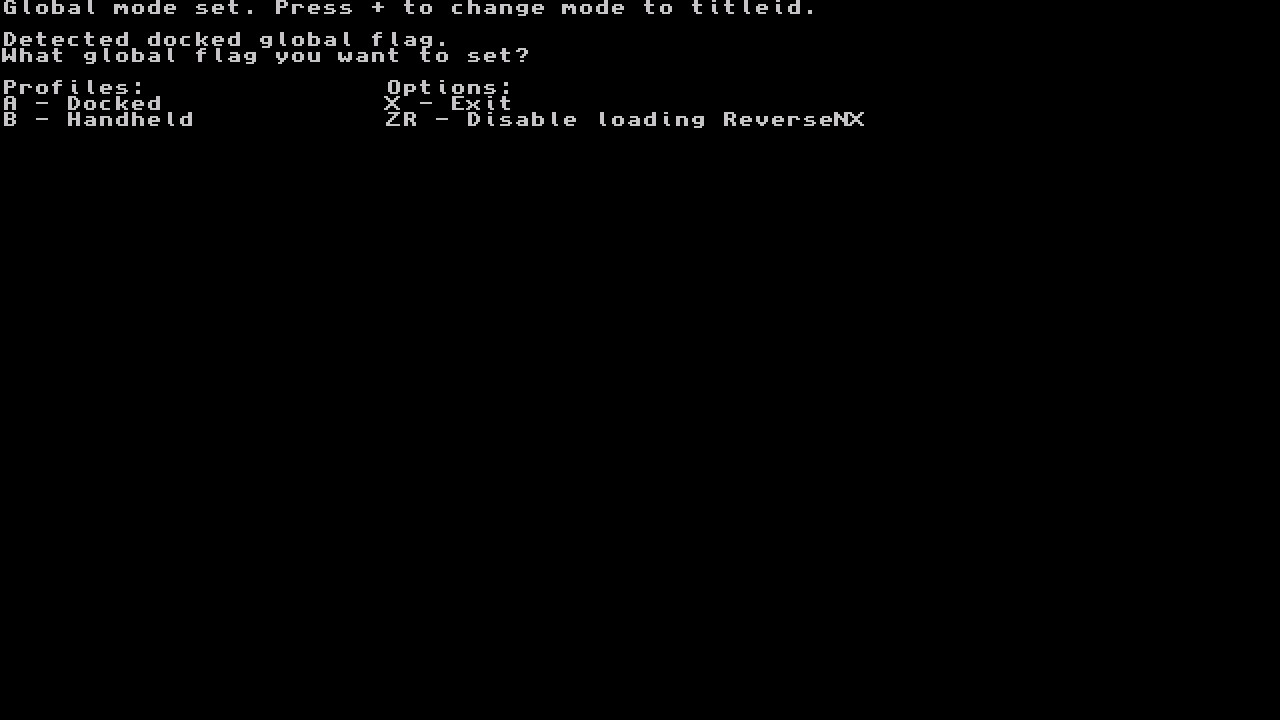 Global mode set. Press + to change mode to titleid.
Detected docked global flag.
What global flag you want to set?
Profiles: Options:
A - Docked X - Exit
B - Handheld ZR - Disable loading ReverseNX